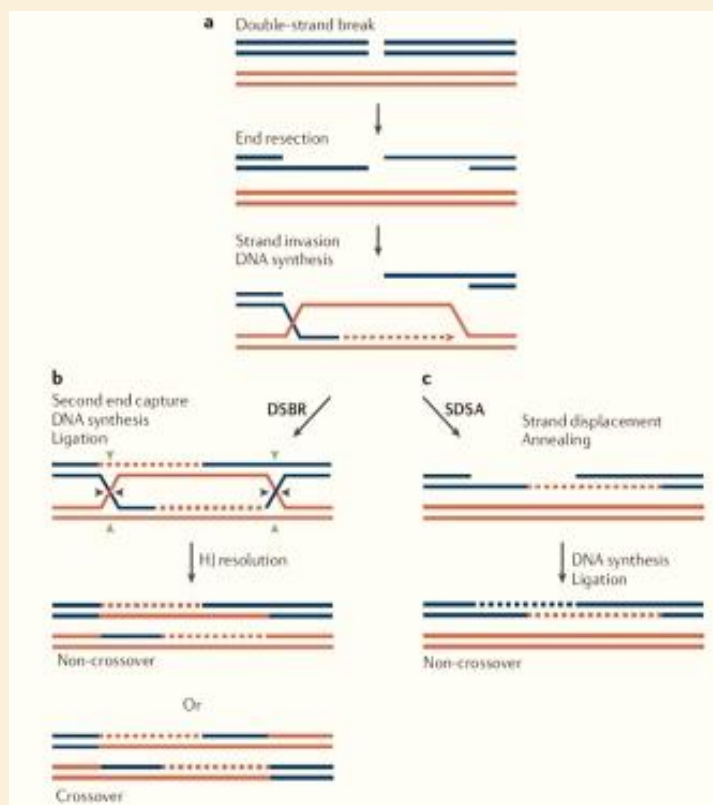 a
Double-strand break
End resection
Strand invasion
DNA synthesis
b
Second end capture
DNA synthesis
Ligation
DSBR
HJ resolution
Non-crossover
Or
Crossover
c
SDSA
Strand displacement
Annealing
DNA synthesis
Ligation
Non-crossover